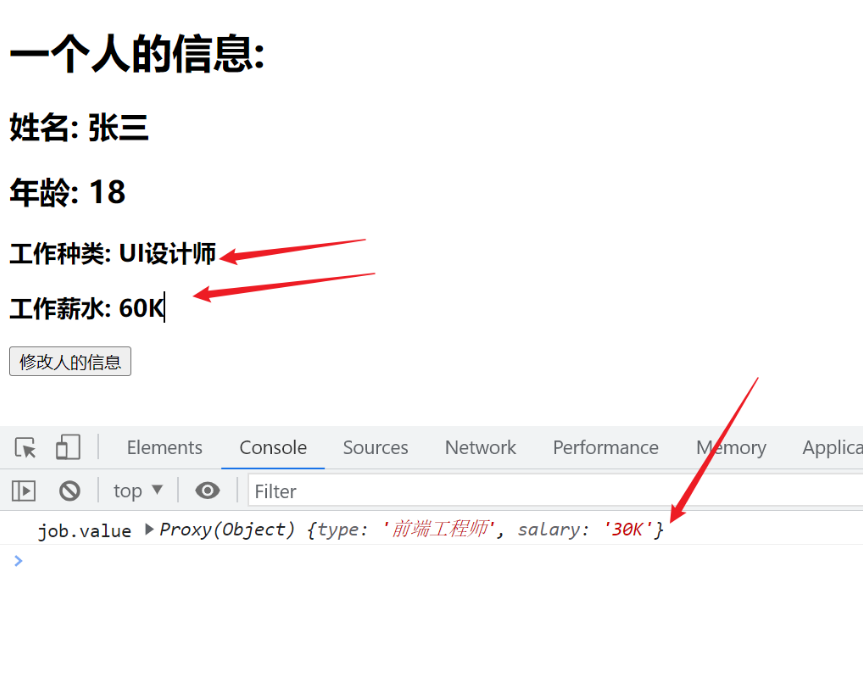 一个人的信息:
姓名: 张三
年龄: 18
工作种类: UI设计师
工作薪水: 60K
修改人的信息
Elements Console Sources Network Performance Memory Applica
top ▼ Filter
job.value ▶Proxy(Object) {type: '前端工程师', salary: '30K'}
>